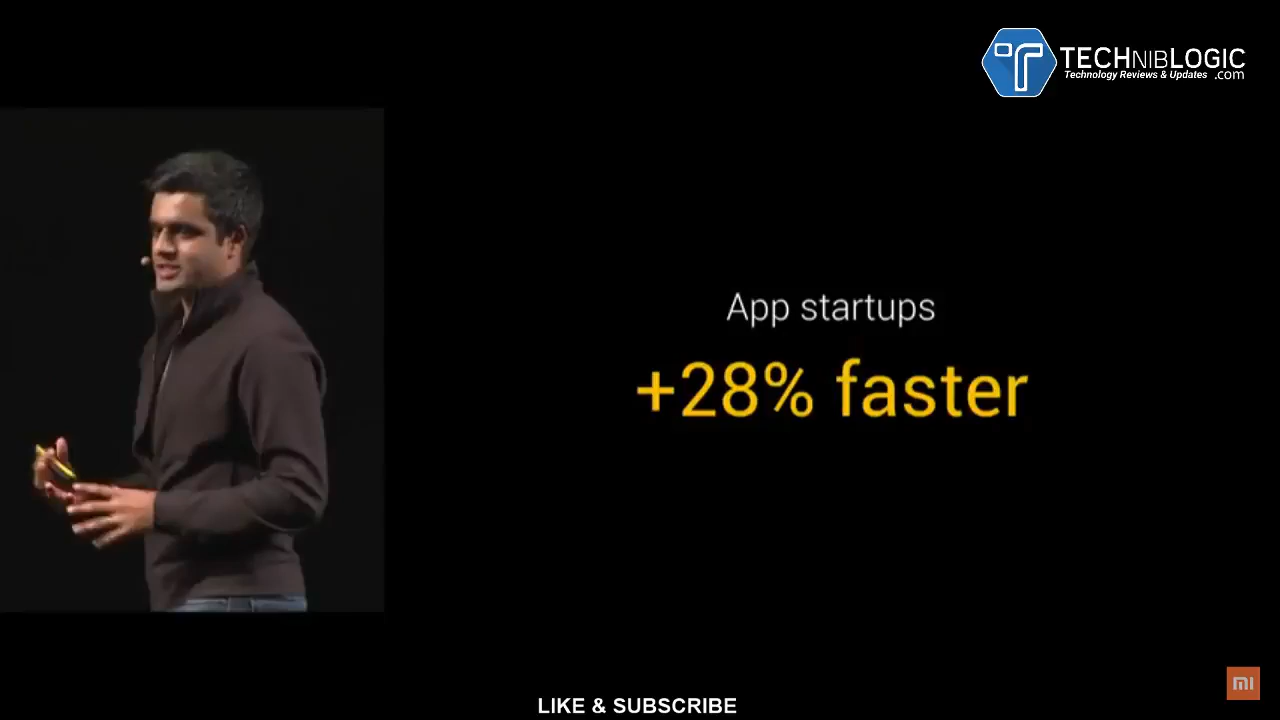 TECHNIBLOGIC
Technology Reviews & Updates .com
App startups
+28% faster
MI
LIKE & SUBSCRIBE